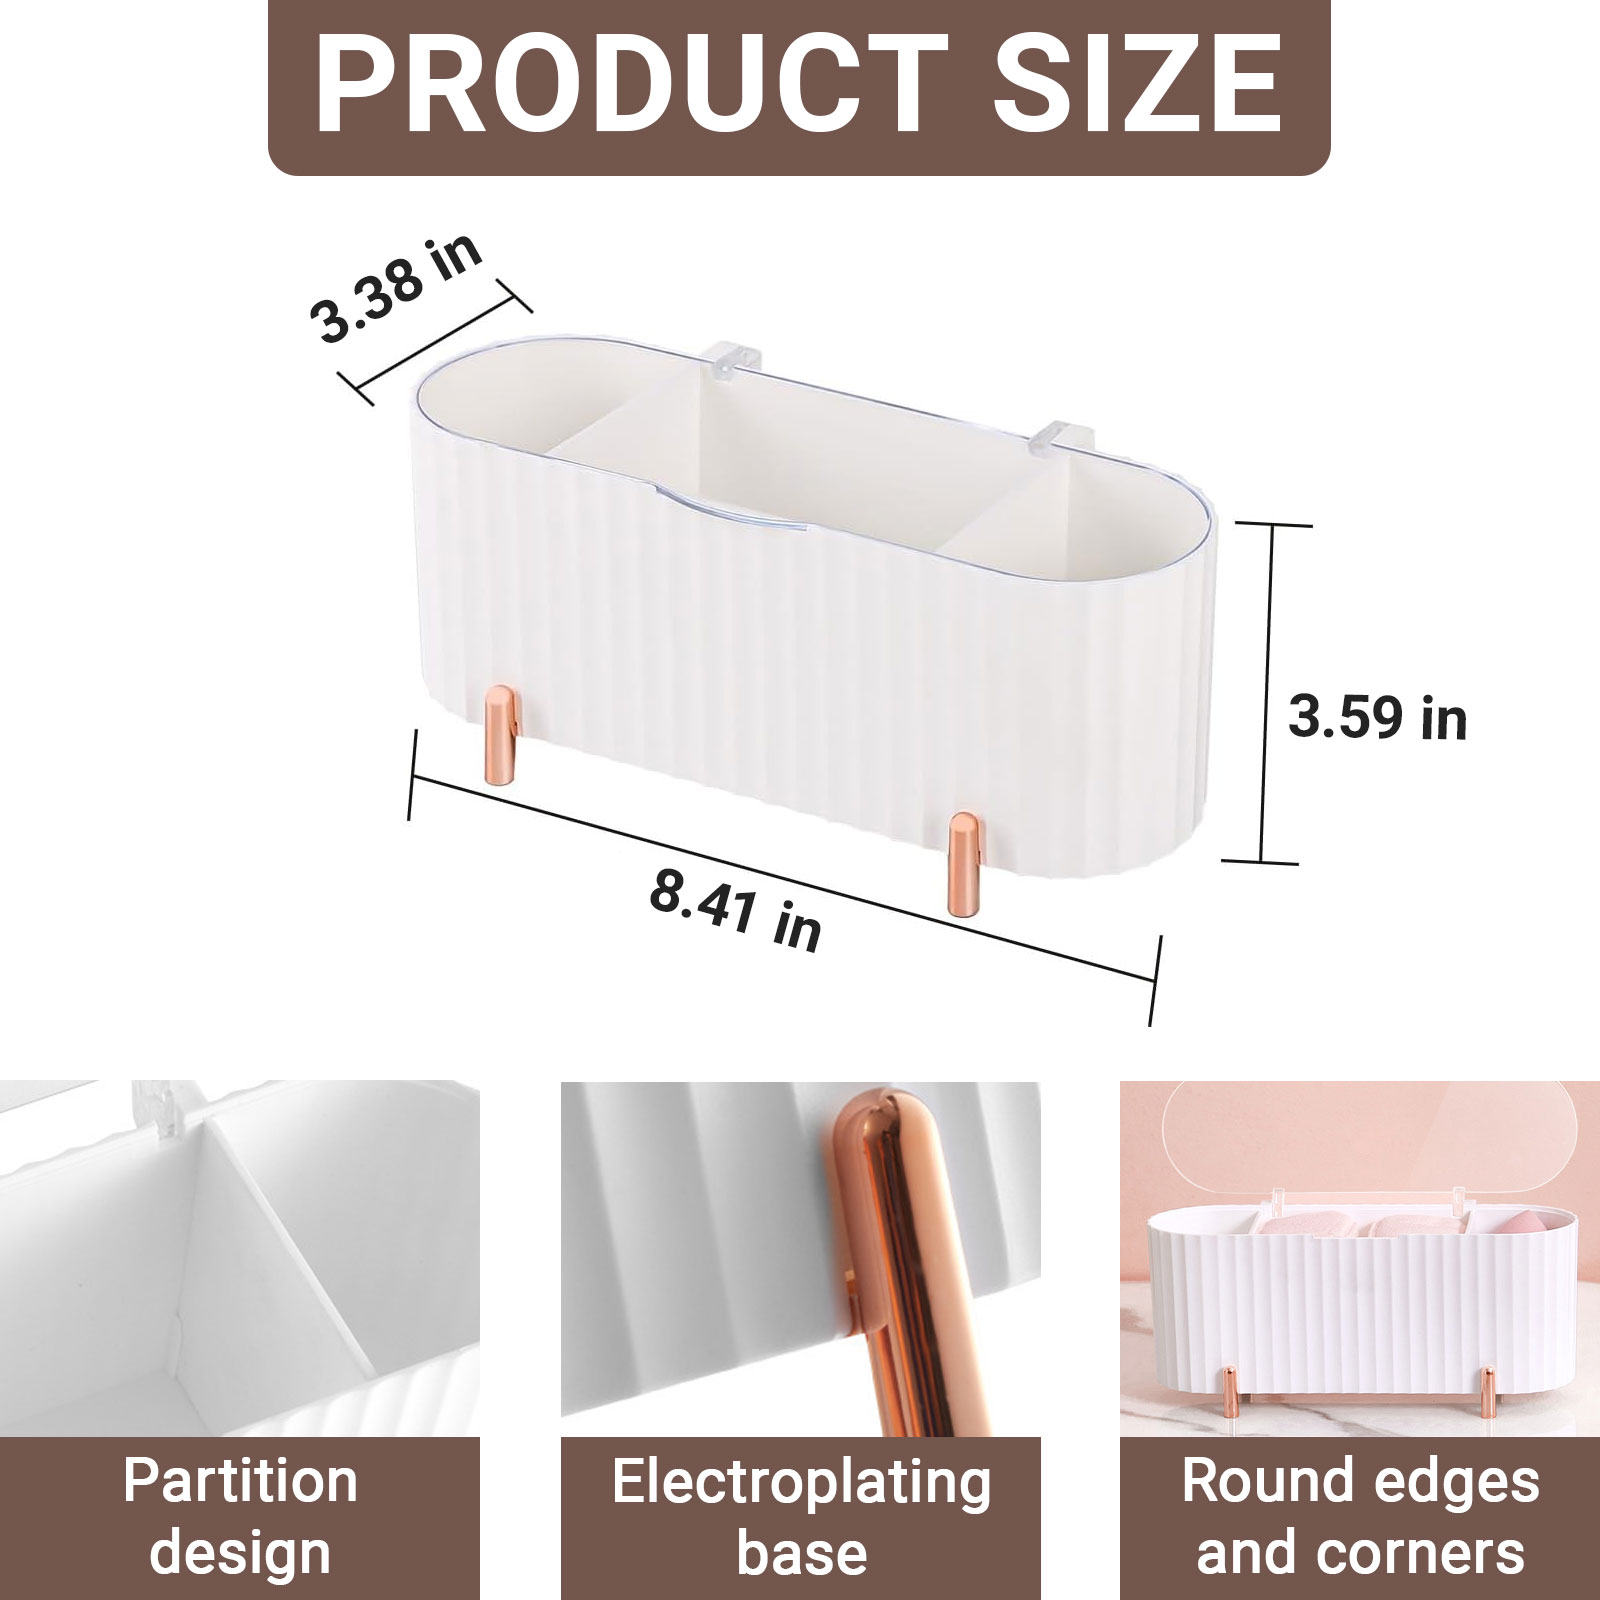 PRODUCT SIZE
3.38 in
3.59 in
8.41 in
Partition
design
Electroplating
base
Round edges
and corners